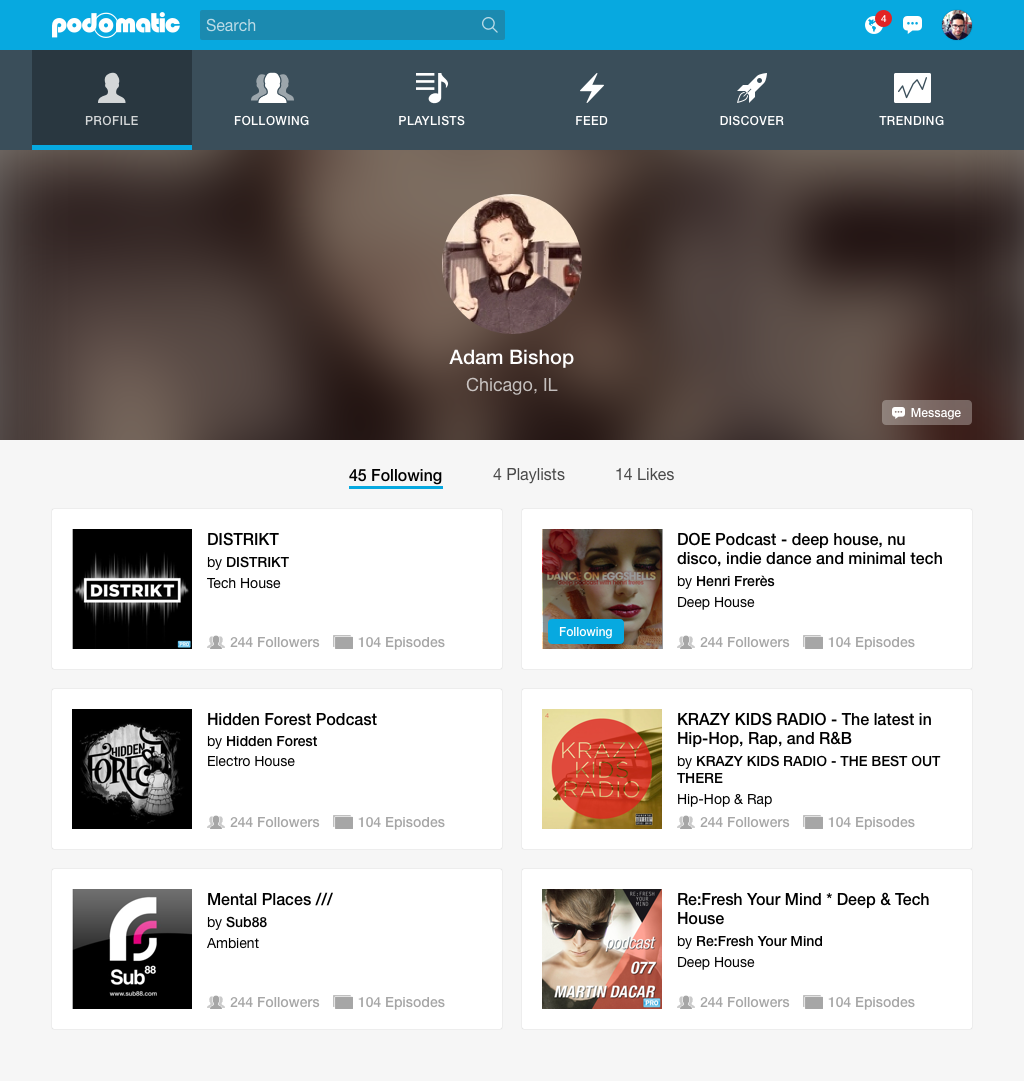 podomatic
Search
4
PROFILE
FOLLOWING
PLAYLISTS
FEED
DISCOVER
TRENDING
Adam Bishop
Chicago, IL
Message
45 Following
4 Playlists
14 Likes
DISTRIKT
PRO
DISTRIKT
by DISTRIKT
Tech House
244 Followers
104 Episodes
DANCE ON EGGSHELLS
Following
DOE Podcast - deep house, nu
disco, indie dance and minimal tech
by Henri Frerès
Deep House
244 Followers
104 Episodes
HIDDEN
FOREST
Hidden Forest Podcast
by Hidden Forest
Electro House
244 Followers
104 Episodes
KRAZY
KIDS
RADIO
KRAZY KIDS RADIO - The latest in
Hip-Hop, Rap, and R&B
by KRAZY KIDS RADIO - THE BEST OUT
THERE
Hip-Hop & Rap
244 Followers
104 Episodes
Sub88
www.sub88.com
Mental Places ///
by Sub88
Ambient
244 Followers
104 Episodes
RE:FRESH
YOUR
MIND
podcast
077
MARTIN DACAR
PRO
Re:Fresh Your Mind * Deep & Tech
House
by Re:Fresh Your Mind
Deep House
244 Followers
104 Episodes